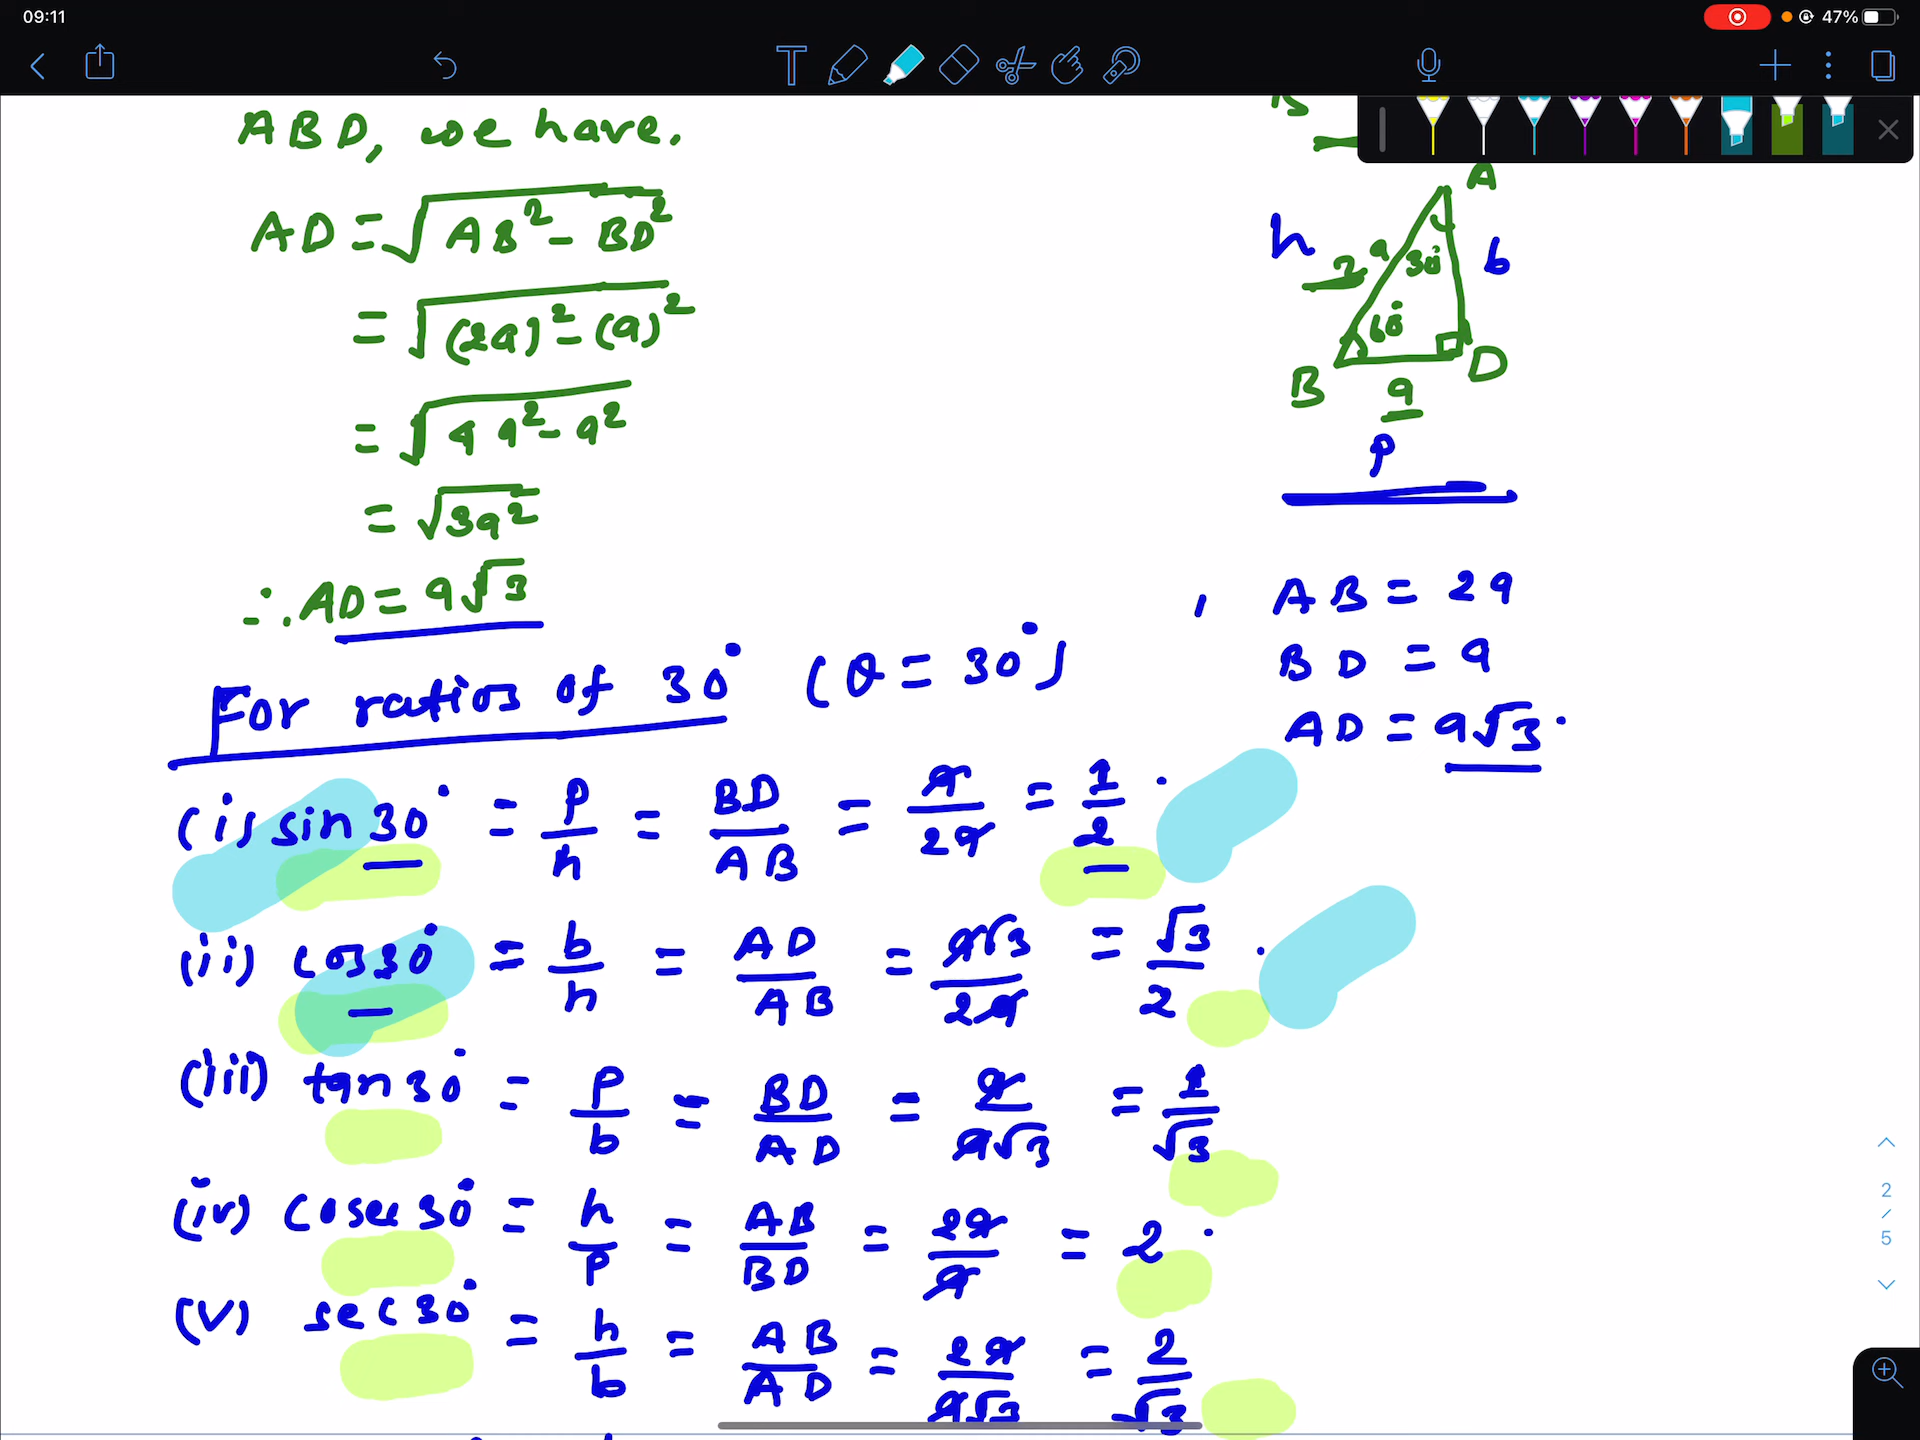 09:11
47%
ABD, we have.
AD = √(AB² - BD²)
= √((2a)² - (a)²)
= √(4a² - a²)
= √3a²
∴ AD = a√3
A
h
2a
30°
b
60°
B
D
a
p
AB = 2a
BD = a
AD = a√3.
For ratios of 30° (θ = 30°)
(i) sin 30° = p/h = BD/AB = a/2a = 1/2.
(ii) cos 30° = b/h = AD/AB = a√3/2a = √3/2.
(iii) tan 30° = p/b = BD/AD = a/a√3 = 1/√3
(iv) cosec 30° = h/p = AB/BD = 2a/a = 2.
(v) sec 30° = h/b = AB/AD = 2a/a√3 = 2/√3
2
5